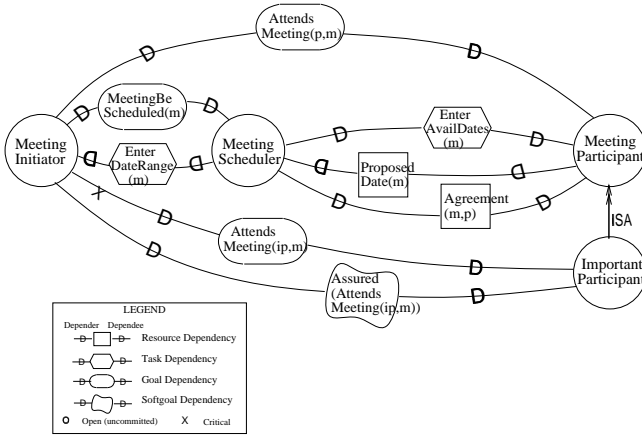 Attends
Meeting(p,m)
D
D
MeetingBe
Scheduled(m)
D
D
Meeting
Initiator
Enter
DateRange
(m)
D
D
Meeting
Scheduler
Enter
AvailDates
(m)
D
D
Meeting
Participant
Proposed
Date(m)
D
D
Agreement
(m,p)
D
D
X
ISA
Attends
Meeting(ip,m)
D
D
Important
Participant
Assured
(Attends
Meeting(ip,m))
D
D
LEGEND
Depender Dependee
D D Resource Dependency
D D Task Dependency
D D Goal Dependency
D D Softgoal Dependency
O Open (uncommitted) X Critical